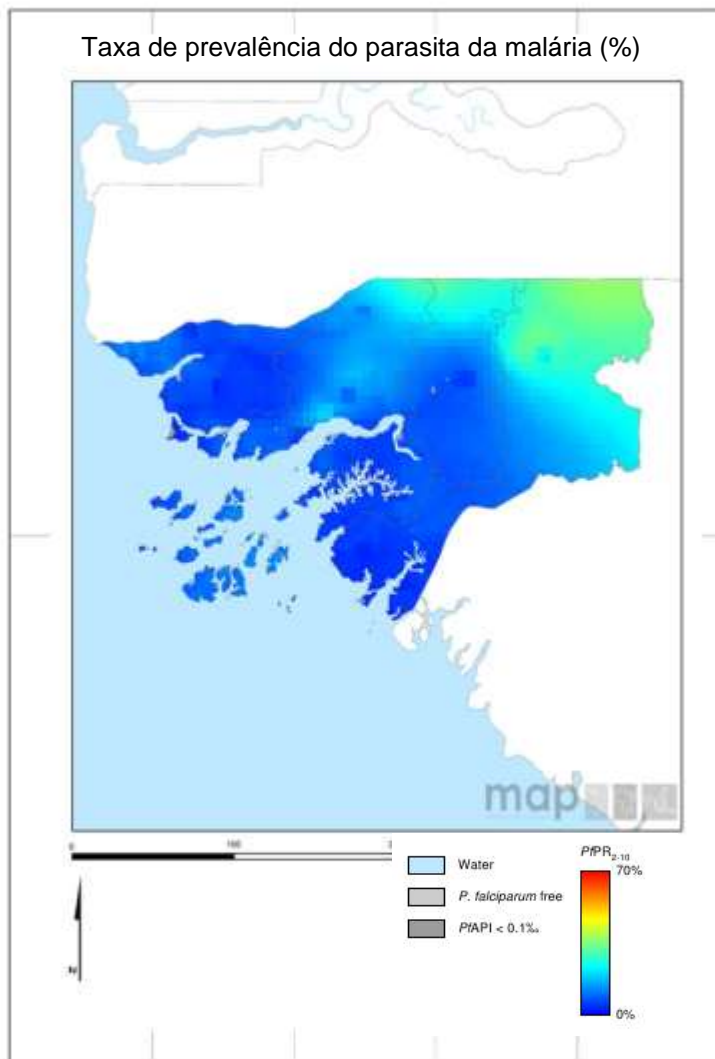 Taxa de prevalência do parasita da malária (%)
map
0 100
Water
P. falciparum free
PfAPI < 0.1‰
PfPR2-10
70%
0%
N